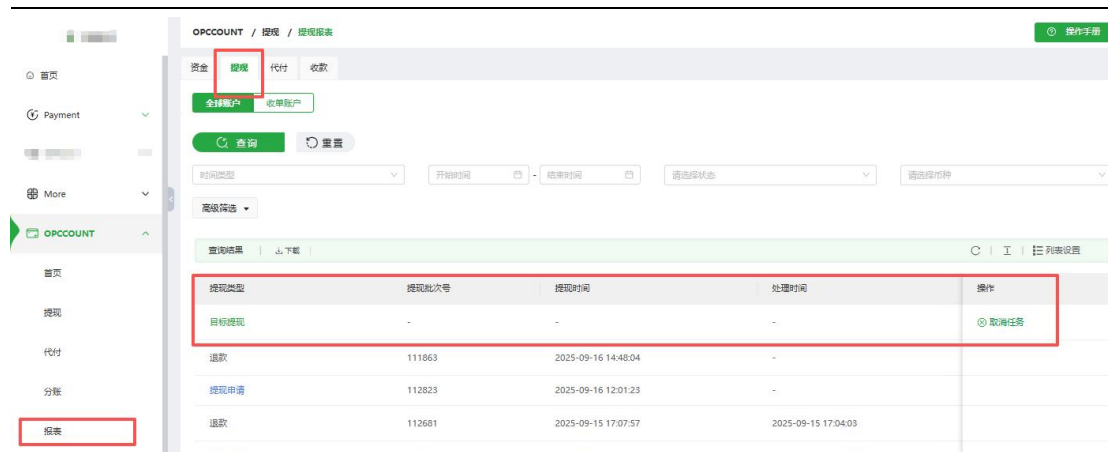 OPCCOUNT / 提现 / 提现报表
操作手册
首页
Payment
More
OPCCOUNT
首页
提现
代付
分账
报表
资金 提现 代付 收款
全球账户 收单账户
查询 重置
时间类型 开始时间 - 结束时间 请选择状态 请选择币种
高级筛选
查询结果 下载 列表设置
提现类型 提现批次号 提现时间 处理时间 操作
目标提现 - - - 取消任务
退款 111863 2025-09-16 14:48:04 -
提现申请 112823 2025-09-16 12:01:23 -
退款 112681 2025-09-15 17:07:57 2025-09-15 17:04:03